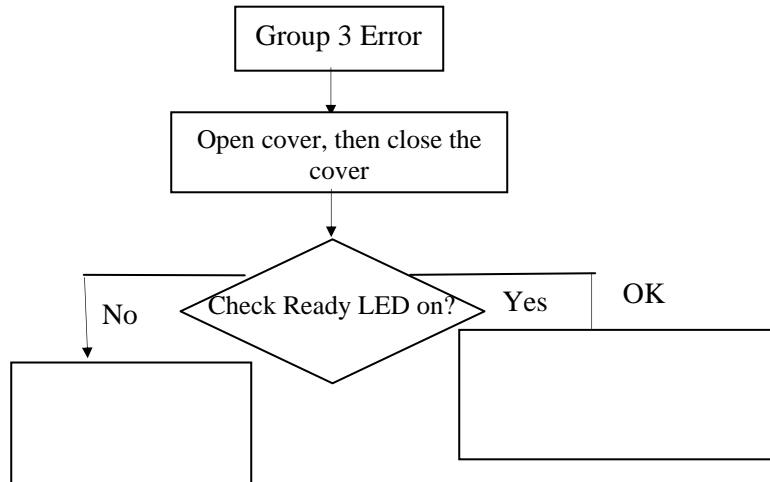 Group 3 Error
Open cover, then close the
cover
Check Ready LED on?
No
Yes
OK